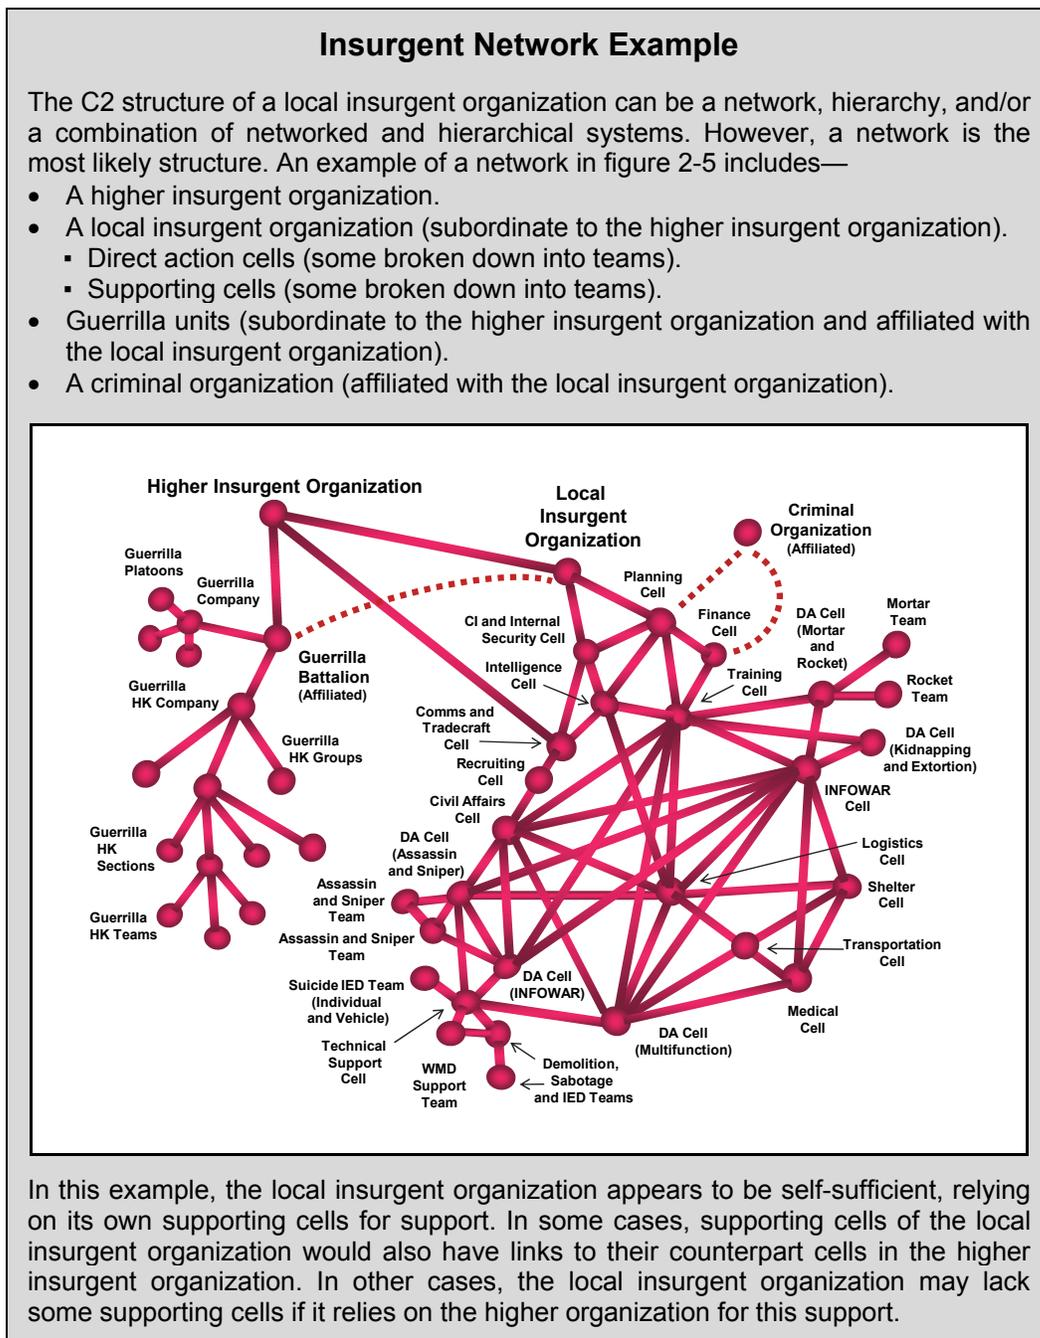 Insurgent Network Example
The C2 structure of a local insurgent organization can be a network, hierarchy, and/or
a combination of networked and hierarchical systems. However, a network is the
most likely structure. An example of a network in figure 2-5 includes—
• A higher insurgent organization.
• A local insurgent organization (subordinate to the higher insurgent organization).
▪ Direct action cells (some broken down into teams).
▪ Supporting cells (some broken down into teams).
• Guerrilla units (subordinate to the higher insurgent organization and affiliated with
the local insurgent organization).
• A criminal organization (affiliated with the local insurgent organization).
Higher Insurgent Organization
Local
Insurgent
Organization
Criminal
Organization
(Affiliated)
Guerrilla
Platoons
Guerrilla
Company
Planning
Cell
Finance
Cell
DA Cell
(Mortar
and
Rocket)
Mortar
Team
CI and Internal
Security Cell
Guerrilla
Battalion
(Affiliated)
Intelligence
Cell
Training
Cell
Rocket
Team
Guerrilla
HK Company
Comms and
Tradecraft
Cell
Guerrilla
HK Groups
DA Cell
(Kidnapping
and Extortion)
Recruiting
Cell
INFOWAR
Cell
Civil Affairs
Cell
Guerrilla
HK
Sections
DA Cell
(Assassin
and Sniper)
Logistics
Cell
Assassin
and Sniper
Team
Shelter
Cell
Guerrilla
HK Teams
Assassin and Sniper
Team
Transportation
Cell
Suicide IED Team
(Individual
and Vehicle)
DA Cell
(INFOWAR)
Medical
Cell
Technical
Support
Cell
DA Cell
(Multifunction)
WMD
Support
Team
Demolition,
Sabotage
and IED Teams
In this example, the local insurgent organization appears to be self-sufficient, relying
on its own supporting cells for support. In some cases, supporting cells of the local
insurgent organization would also have links to their counterpart cells in the higher
insurgent organization. In other cases, the local insurgent organization may lack
some supporting cells if it relies on the higher organization for this support.